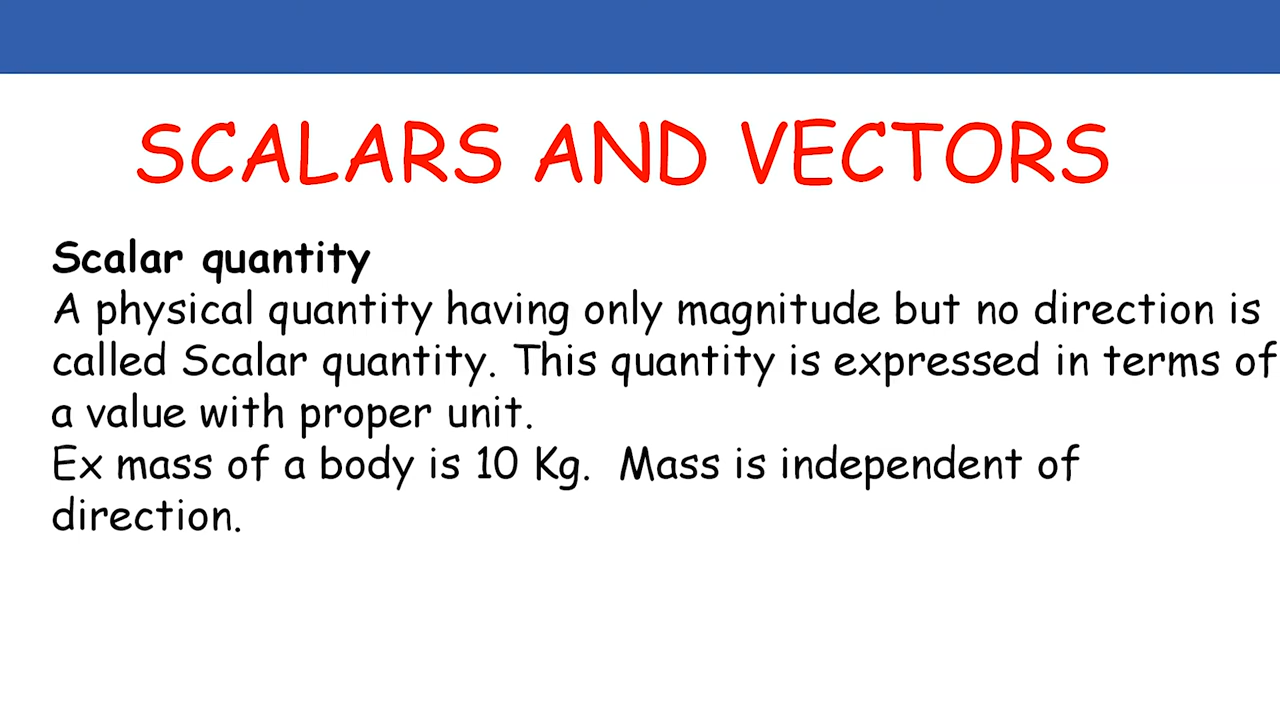 SCALARS AND VECTORS
Scalar quantity
A physical quantity having only magnitude but no direction is
called Scalar quantity. This quantity is expressed in terms of
a value with proper unit.
Ex mass of a body is 10 Kg.  Mass is independent of
direction.